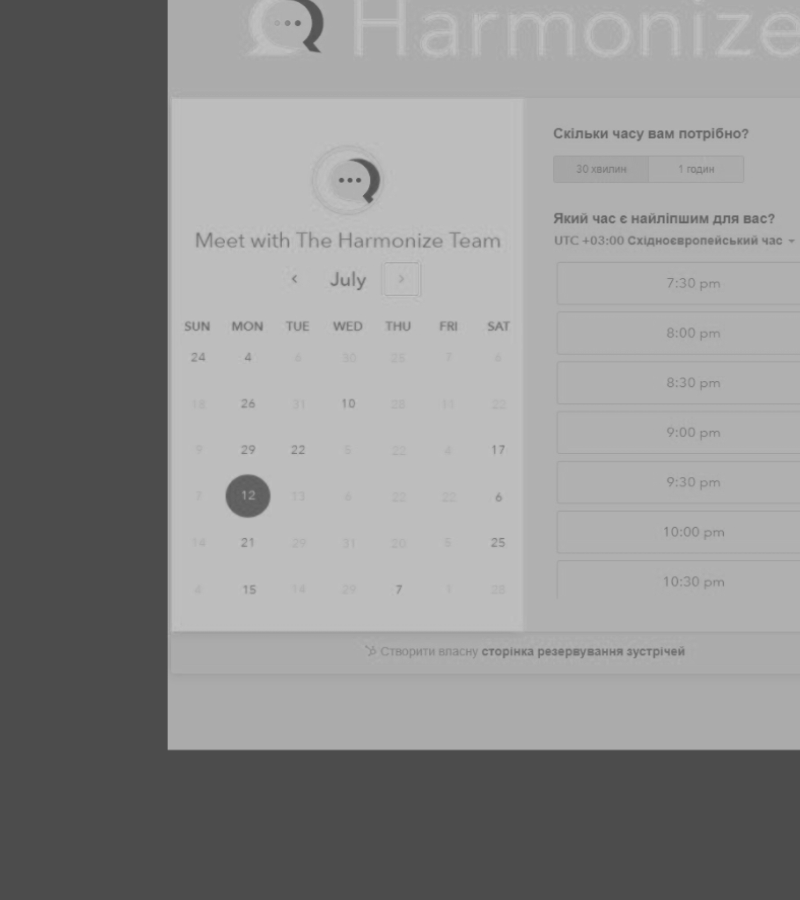 Harmonize
Скільки часу вам потрібно?
30 хвилин 1 годин
Meet with The Harmonize Team
Який час є найліпшим для вас?
UTC +03:00 Східноєвропейський час
‹ July ›
7:30 pm
8:00 pm
8:30 pm
9:00 pm
9:30 pm
10:00 pm
10:30 pm
SUN MON TUE WED THU FRI SAT
24 4 6 30 25 7 6
18 26 31 10 28 11 23
9 29 22 5 22 4 17
7 12 13 6 22 20 6
14 21 29 31 20 5 25
4 15 14 29 7 1 28
Створити власну сторінка резервування зустрічей